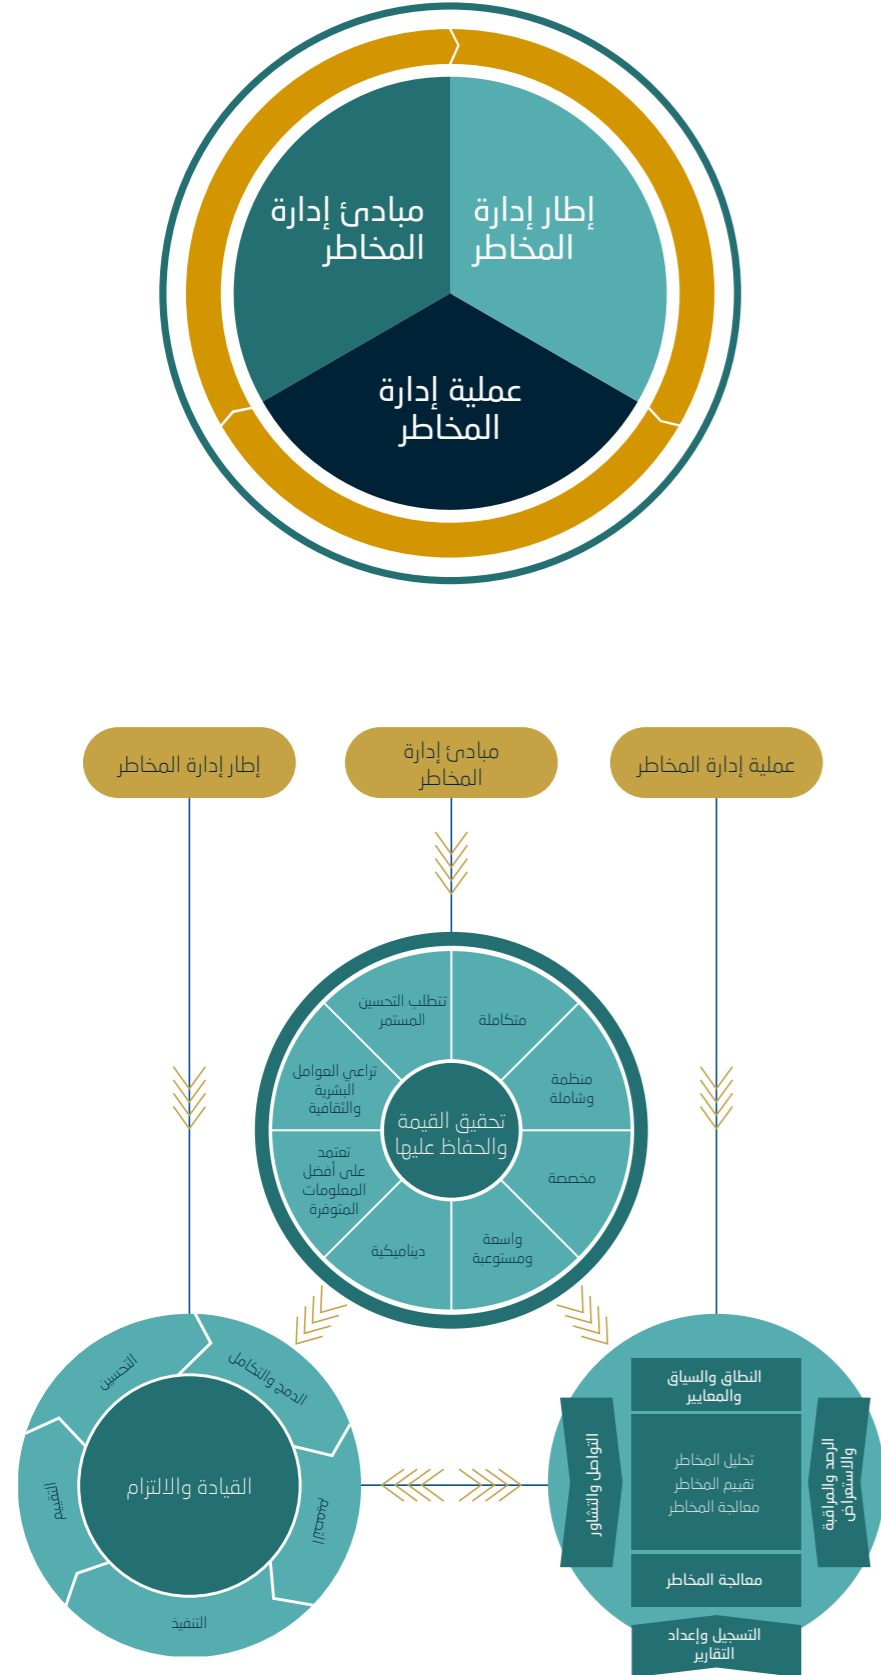 إطار إدارة
المخاطر
مبادئ إدارة
المخاطر
عملية إدارة
المخاطر
عملية إدارة المخاطر
مبادئ إدارة
المخاطر
إطار إدارة المخاطر
متكاملة
منظمة
وشاملة
مخصصة
واسعة
ومستوعبة
ديناميكية
تعتمد
على أفضل
المعلومات
المتوفرة
تراعي العوامل
البشرية
والثقافية
تتطلب التحسين
المستمر
تحقيق القيمة
والحفاظ عليها
النطاق والسياق
والمعايير
الرصد والمراقبة
والاستعراض
تحليل المخاطر
تقييم المخاطر
معالجة المخاطر
التواصل والتشاور
معالجة المخاطر
التسجيل وإعداد
التقارير
الدمج والتكامل
التصميم
التنفيذ
التقييم
التحسين
القيادة والالتزام